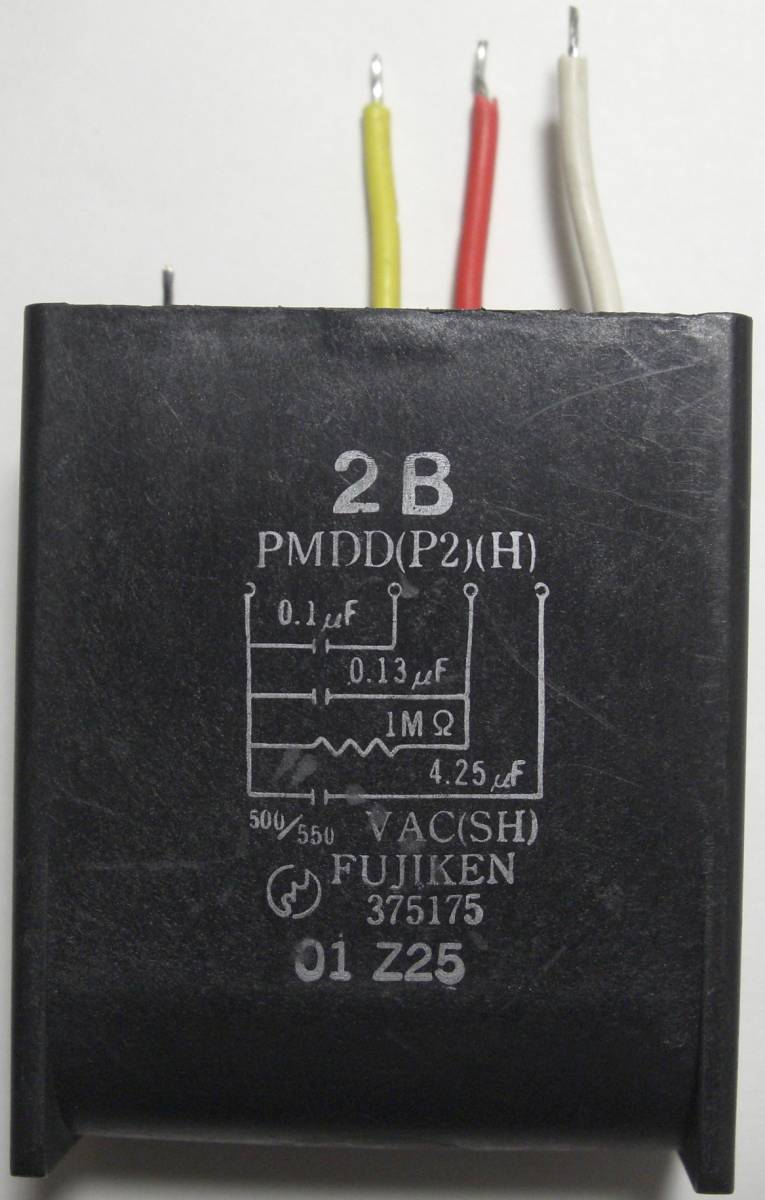 2B
PMDD(P2)(H)
0.1μF
0.13μF
1MΩ
4.25μF
500/550 VAC(SH)
FUJIKEN
375175
01 Z25